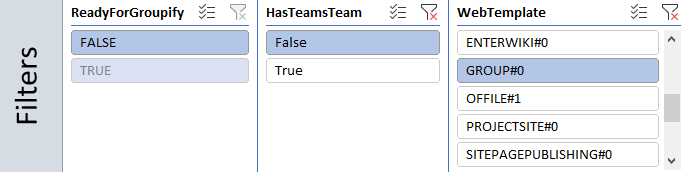 Filters
ReadyForGroupify
FALSE
TRUE
HasTeamsTeam
False
True
WebTemplate
ENTERWIKI#0
GROUP#0
OFFILE#1
PROJECTSITE#0
SITEPAGEPUBLISHING#0